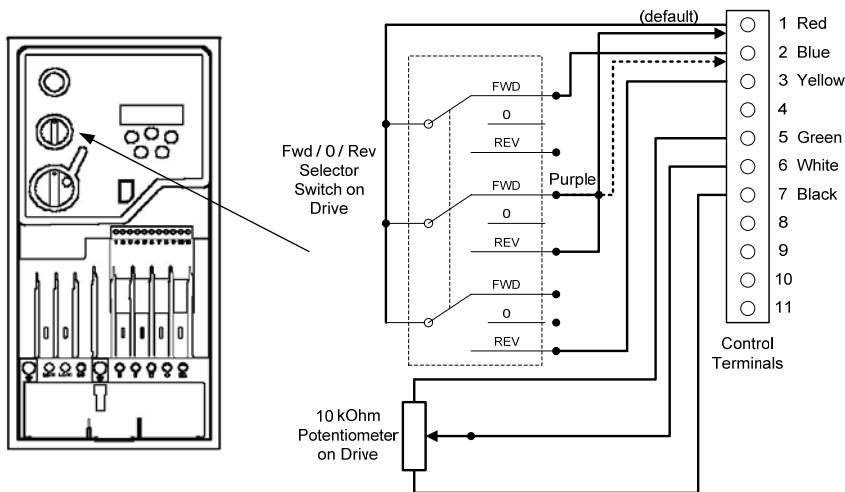 (default)
1 Red
2 Blue
3 Yellow
4
5 Green
6 White
7 Black
8
9
10
11
Control
Terminals
Fwd / 0 / Rev
Selector
Switch on
Drive
FWD
0
REV
FWD
0
REV
FWD
0
REV
Purple
10 kOhm
Potentiometer
on Drive